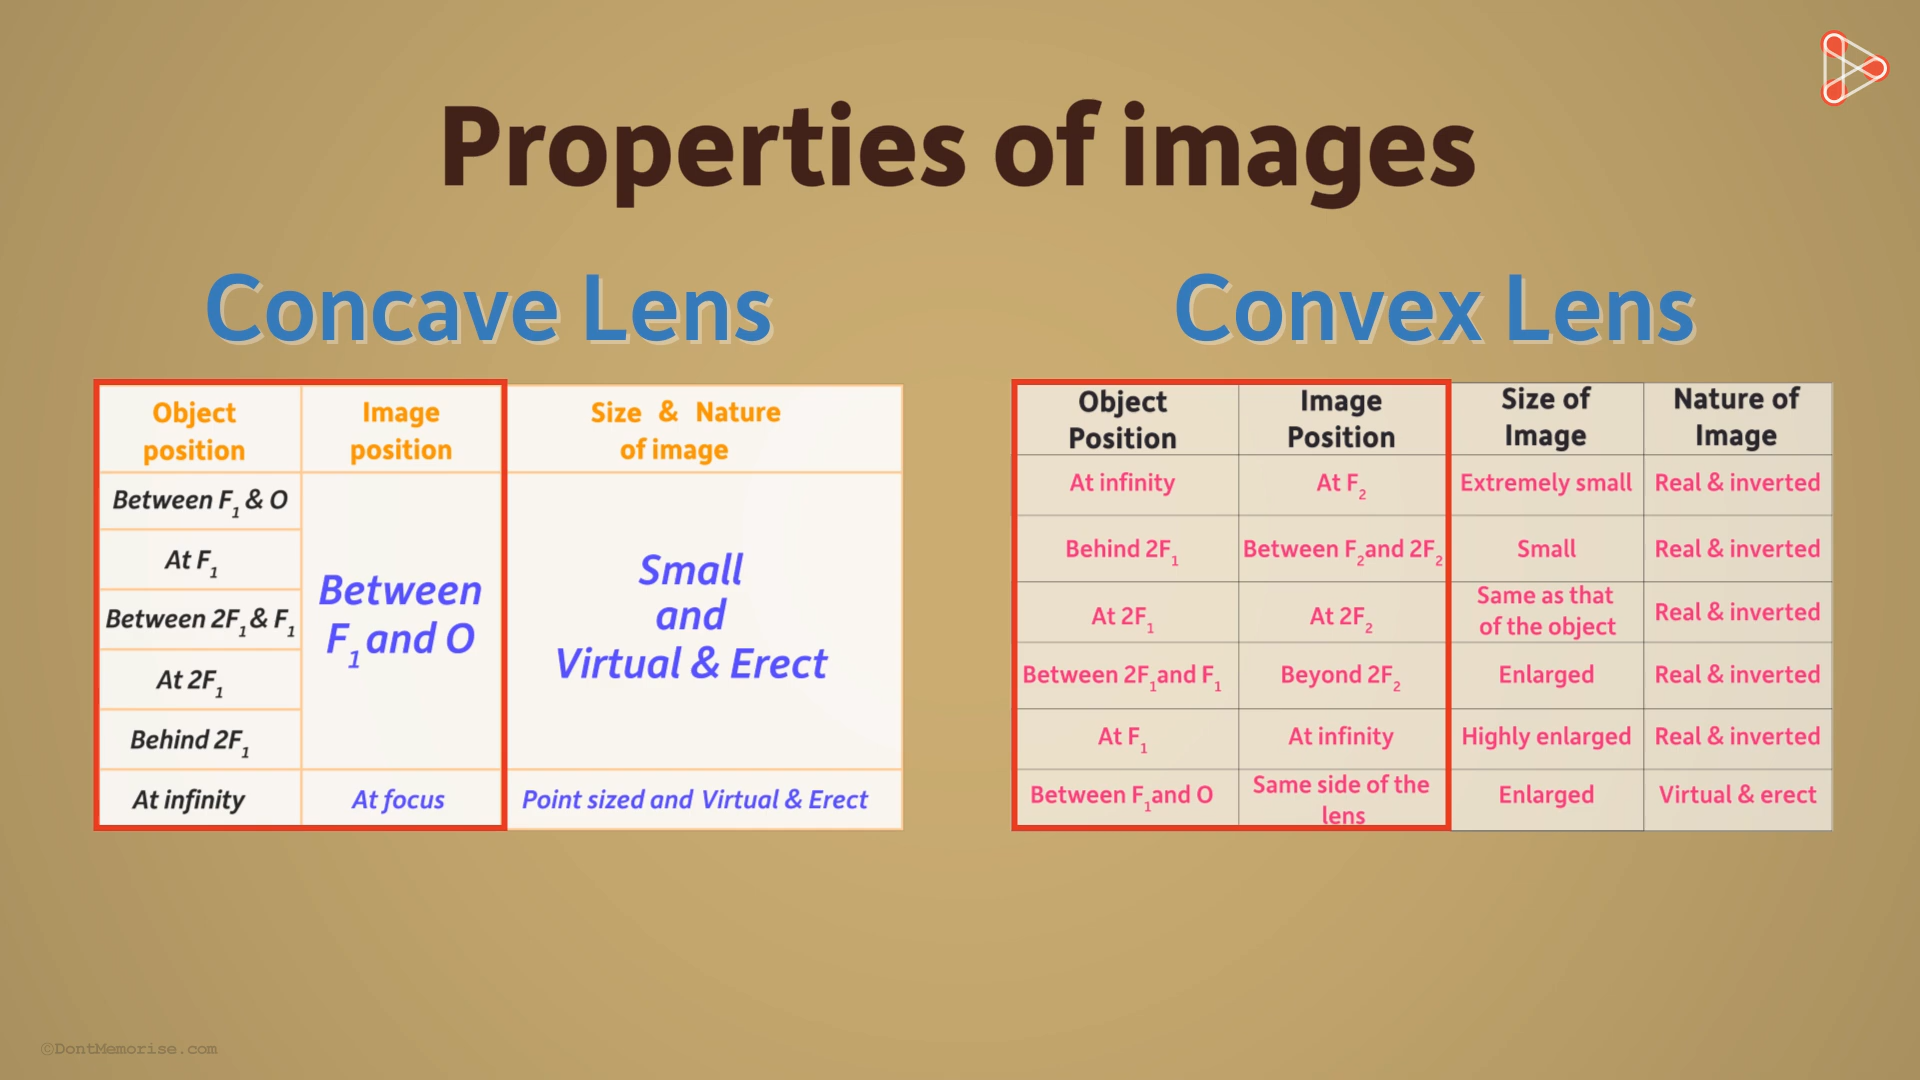 Properties of images
Concave Lens
Object position | Image position | Size & Nature of image
Between F₁ & O | Between F₁ and O | Small and Virtual & Erect
At F₁
Between 2F₁ & F₁
At 2F₁
Behind 2F₁
At infinity | At focus | Point sized and Virtual & Erect
Convex Lens
Object Position | Image Position | Size of Image | Nature of Image
At infinity | At F₂ | Extremely small | Real & inverted
Behind 2F₁ | Between F₂ and 2F₂ | Small | Real & inverted
At 2F₁ | At 2F₂ | Same as that of the object | Real & inverted
Between 2F₁ and F₁ | Beyond 2F₂ | Enlarged | Real & inverted
At F₁ | At infinity | Highly enlarged | Real & inverted
Between F₁ and O | Same side of the lens | Enlarged | Virtual & erect
©DontMemorise.com